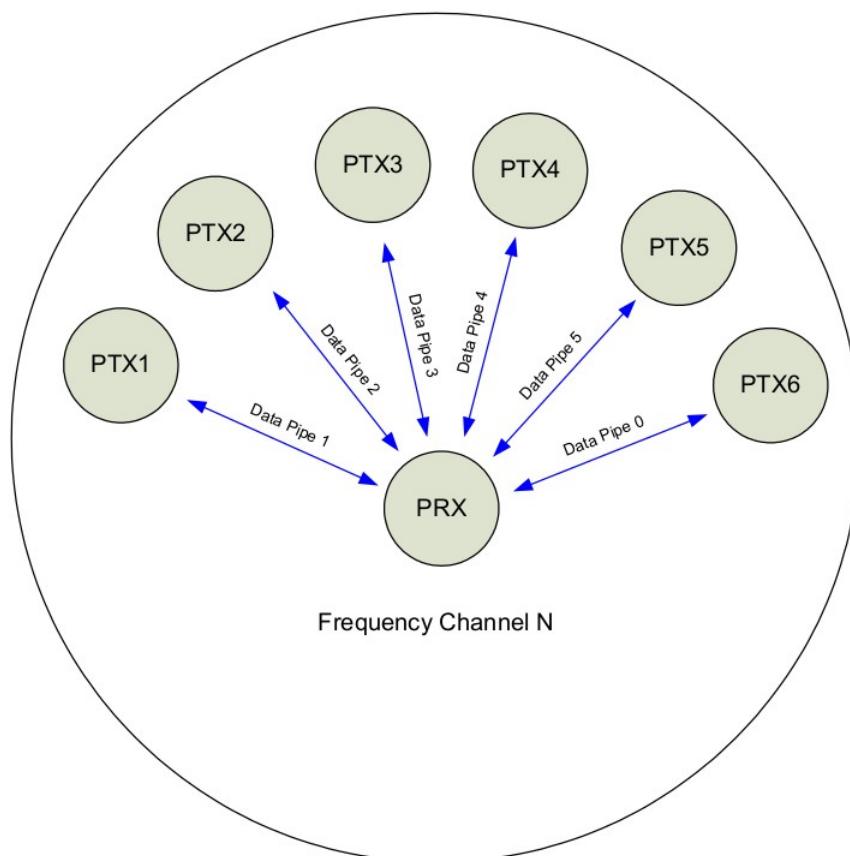 PTX3
PTX4
PTX2
PTX5
PTX1
PTX6
Data Pipe 1
Data Pipe 2
Data Pipe 3
Data Pipe 4
Data Pipe 5
Data Pipe 0
PRX
Frequency Channel N